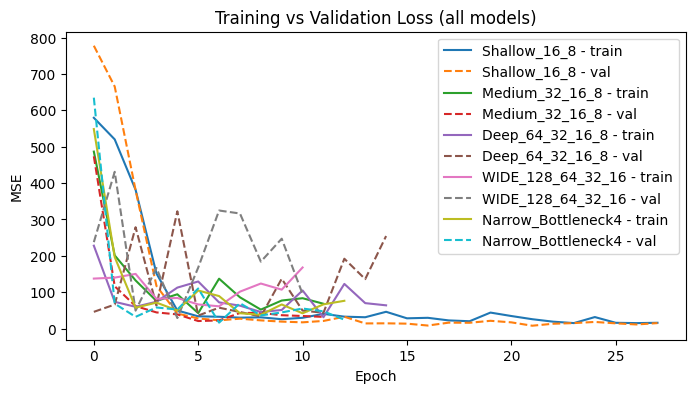 Training vs Validation Loss (all models)
MSE
800
700
600
500
400
300
200
100
0
Shallow_16_8 - train
Shallow_16_8 - val
Medium_32_16_8 - train
Medium_32_16_8 - val
Deep_64_32_16_8 - train
Deep_64_32_16_8 - val
WIDE_128_64_32_16 - train
WIDE_128_64_32_16 - val
Narrow_Bottleneck4 - train
Narrow_Bottleneck4 - val
0 5 10 15 20 25
Epoch